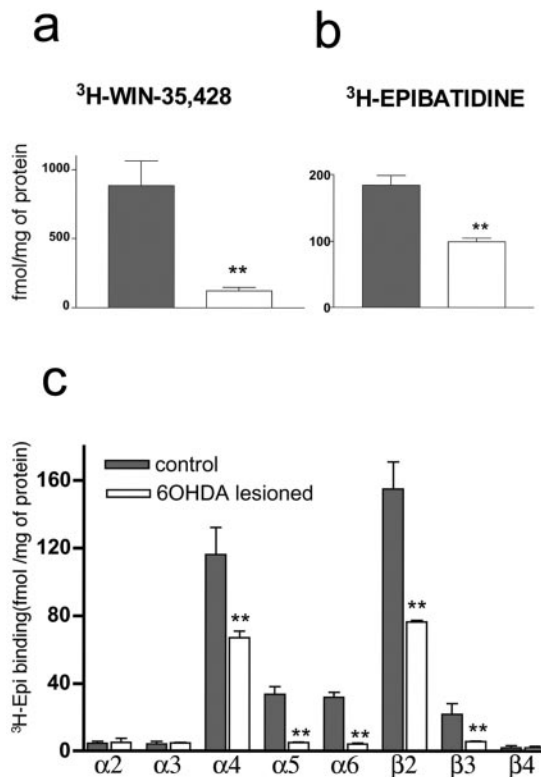 a
b
³H-WIN-35,428
³H-EPIBATIDINE
fmol/mg of protein
1000
500
0
**
200
100
0
**
c
³H-Epi binding(fmol /mg of protein)
160
120
80
40
0
control
6OHDA lesioned
**
**
**
**
**
α2 α3 α4 α5 α6 β2 β3 β4